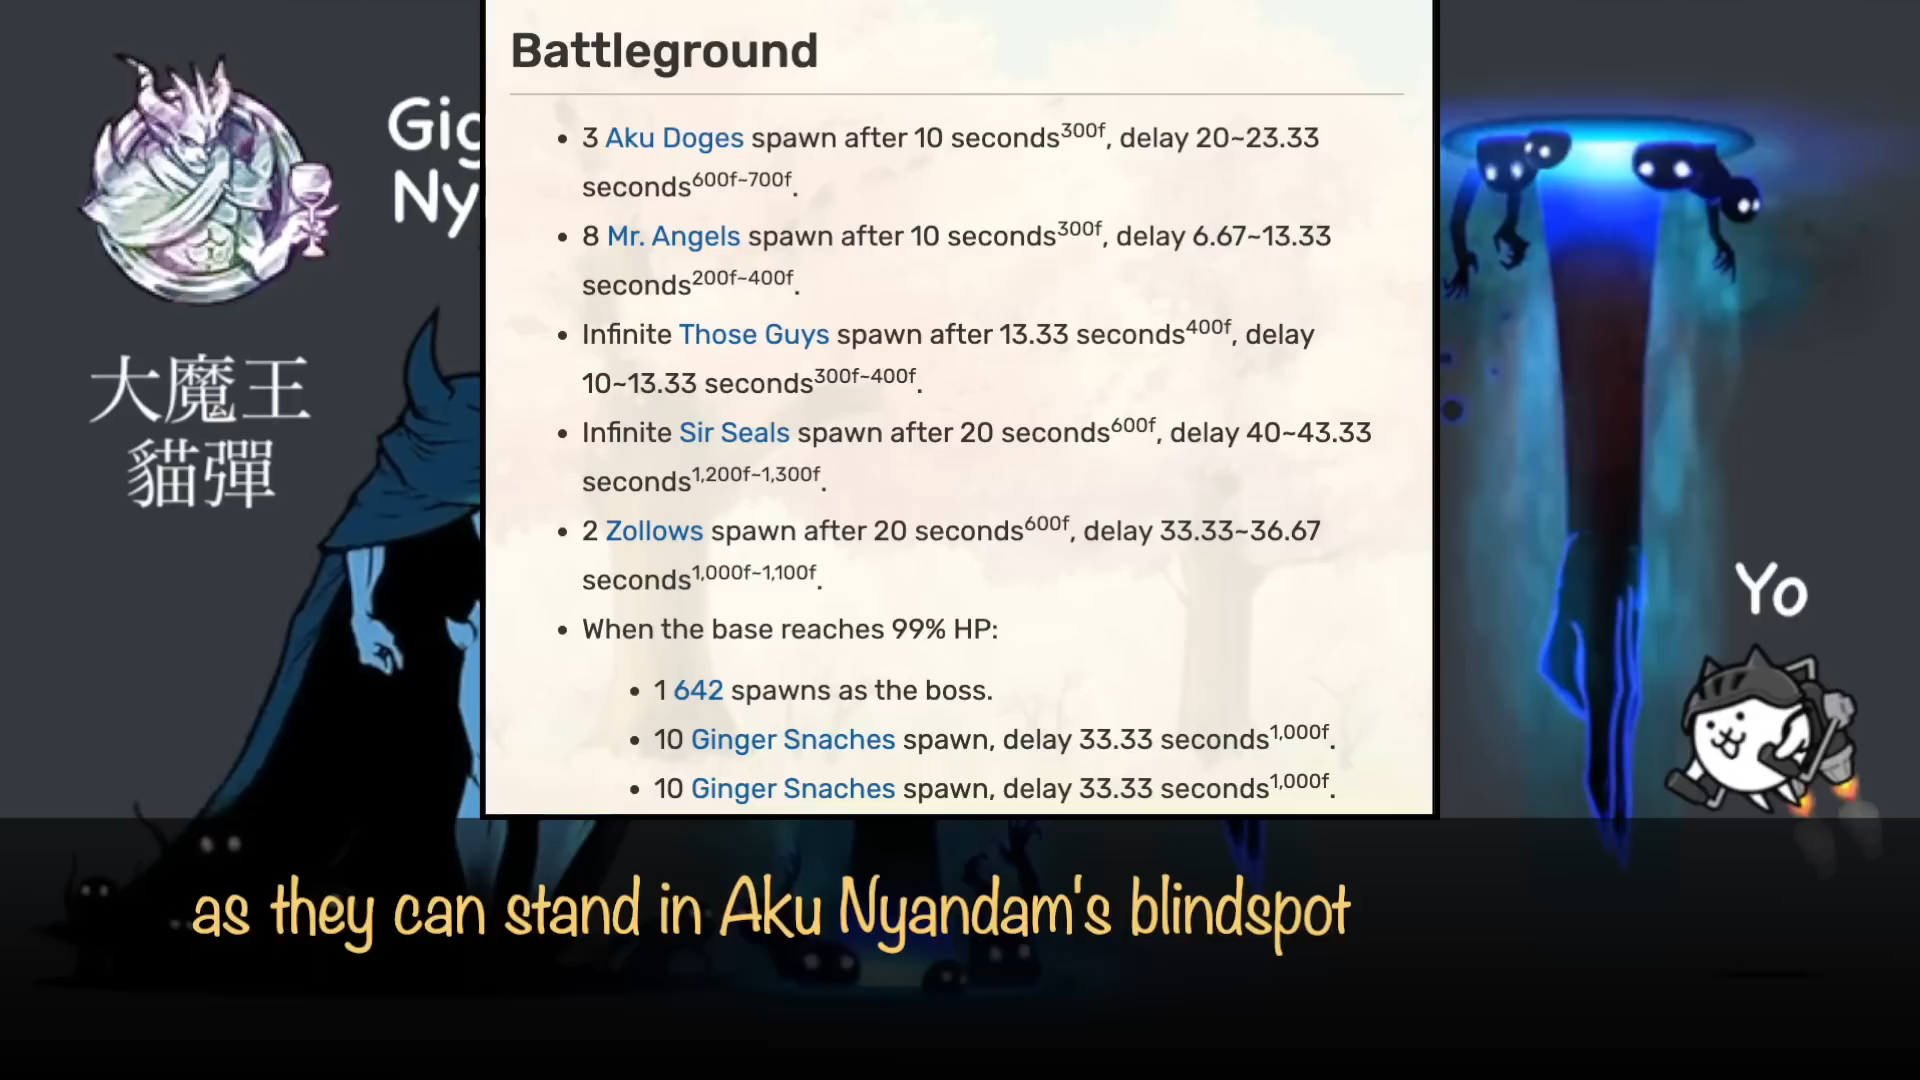 Battleground
Gig
Ny
大魔王
貓彈
3 Aku Doges spawn after 10 seconds300f, delay 20~23.33
seconds600f~700f.
8 Mr. Angels spawn after 10 seconds300f, delay 6.67~13.33
seconds200f~400f.
Infinite Those Guys spawn after 13.33 seconds400f, delay
10~13.33 seconds300f~400f.
Infinite Sir Seals spawn after 20 seconds600f, delay 40~43.33
seconds1,200f~1,300f.
2 Zollows spawn after 20 seconds600f, delay 33.33~36.67
seconds1,000f~1,100f.
When the base reaches 99% HP:
1 642 spawns as the boss.
10 Ginger Snaches spawn, delay 33.33 seconds1,000f.
10 Ginger Snaches spawn, delay 33.33 seconds1,000f.
Yo
as they can stand in Aku Nyandam's blindspot